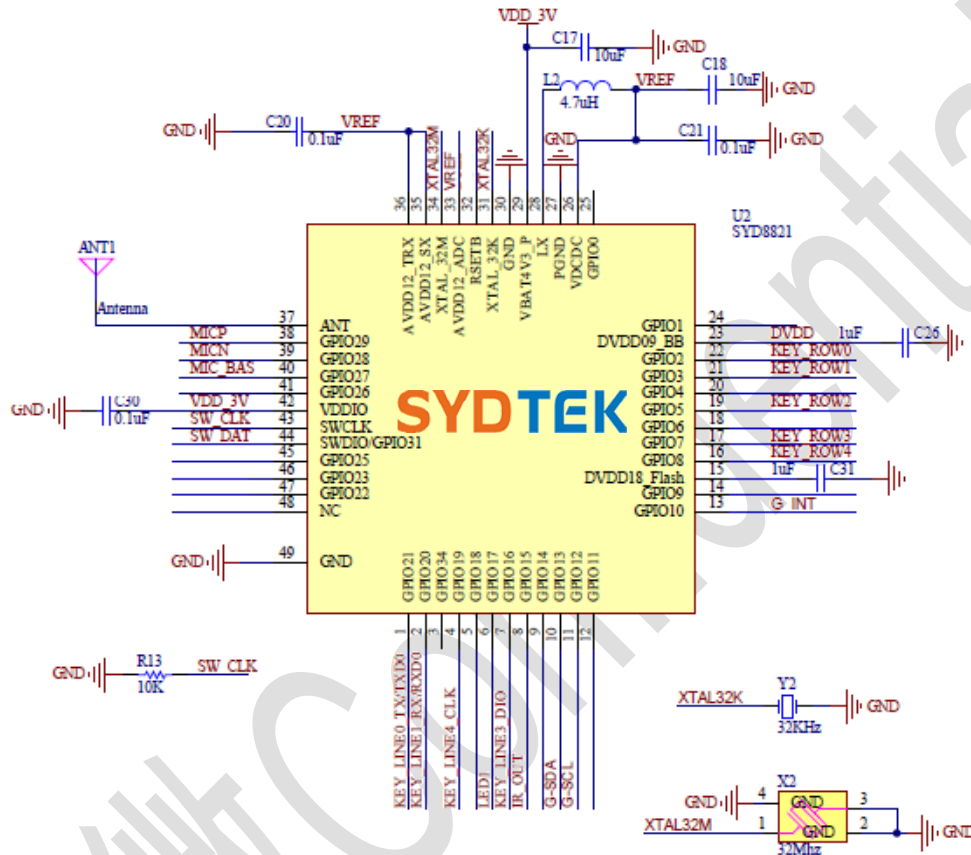 VDD_3V
C17
10uF
GND
C18
L2
VREF
10uF
4.7uH
GND
C20
VREF
GND
0.1uF
GND
C21
0.1uF
GND
XTAL32M
VREF
XTAL32K
36
35
34
33
32
31
30
29
28
27
26
25
U2
SYD8821
AVDD12_TRX
AVDD12_SX
XTAL_32M
AVDD12_ADC
RSETB
XTAL_32K
GND
VBAT4V3_P
LX
PGND
VDCDC
GPIO0
ANT1
Antenna
37 ANT
MICP 38 GPIO29
MICN 39 GPIO28
MIC_BAS 40 GPIO27
41 GPIO26
GND C30 0.1uF VDD_3V 42 VDDIO
SW_CLK 43 SWCLK
SW_DAT 44 SWDIO/GPIO31
45 GPIO25
46 GPIO23
47 GPIO22
48 NC
GND 49 GND
SYDTEK
GPIO1 24
DVDD09_BB 23 DVDD 1uF C26
GPIO2 22 KEY_ROW0
GPIO3 21 KEY_ROW1
GPIO4 20
GPIO5 19 KEY_ROW2
GPIO6 18
GPIO7 17 KEY_ROW3
GPIO8 16 KEY_ROW4
DVDD18_Flash 15 1uF C31
GPIO9 14
GPIO10 13 G_INT
GPIO21
GPIO20
GPIO34
GPIO19
GPIO18
GPIO17
GPIO16
GPIO15
GPIO14
GPIO13
GPIO12
GPIO11
1
2
3
4
5
6
7
8
9
10
11
12
KEY_LINE0_TX/TXD0
KEY_LINE1_RX/RXD0
KEY_LINE4_CLK
LED1
KEY_LINE3_DIO
IR_OUT
G-SDA
G-SCL
GND R13 SW_CLK
10K
XTAL32K Y2 GND
32KHz
X2
GND 4 GND 3
XTAL32M 1 GND 2 GND
32Mhz